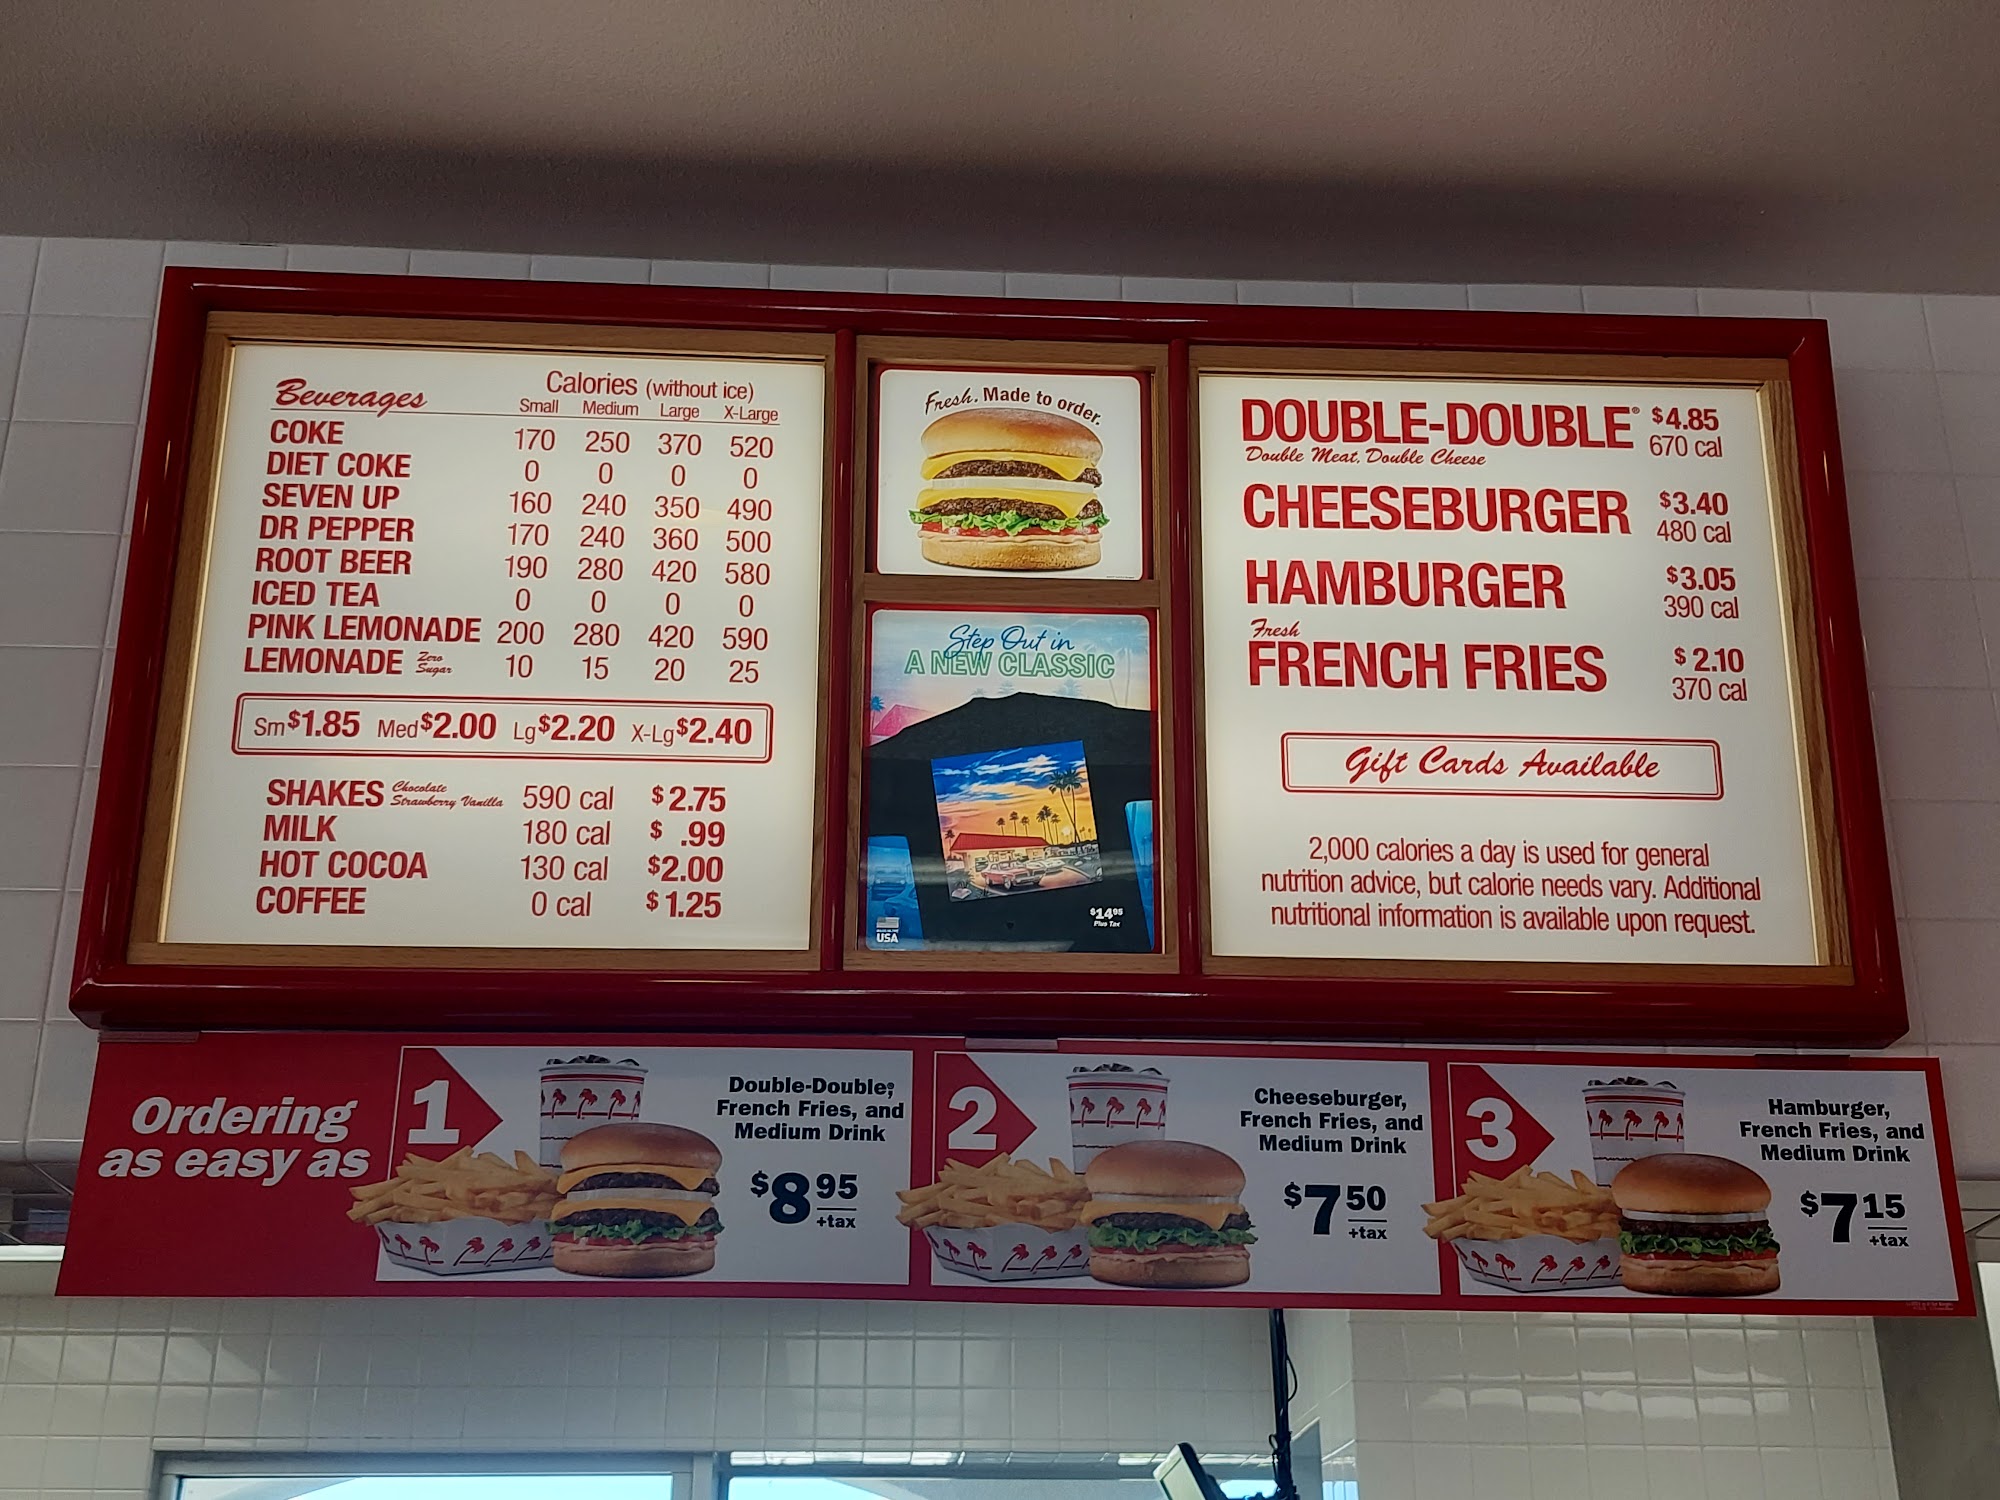 Beverages
Calories (without ice)
Small Medium Large X-Large
COKE 170 250 370 520
DIET COKE 0 0 0 0
SEVEN UP 160 240 350 490
DR PEPPER 170 240 360 500
ROOT BEER 190 280 420 580
ICED TEA 0 0 0 0
PINK LEMONADE 200 280 420 590
LEMONADE Zero Sugar 10 15 20 25
Sm $1.85 Med $2.00 Lg $2.20 X-Lg $2.40
SHAKES Chocolate Strawberry Vanilla 590 cal $2.75
MILK 180 cal $ .99
HOT COCOA 130 cal $2.00
COFFEE 0 cal $1.25
Fresh. Made to order.
Step Out in
A NEW CLASSIC
USA
$14.95
Plus Tax
DOUBLE-DOUBLE® $4.85
Double Meat, Double Cheese 670 cal
CHEESEBURGER $3.40
480 cal
HAMBURGER $3.05
390 cal
Fresh
FRENCH FRIES $2.10
370 cal
Gift Cards Available
2,000 calories a day is used for general
nutrition advice, but calorie needs vary. Additional
nutritional information is available upon request.
Ordering
as easy as
1
Double-Double®,
French Fries, and
Medium Drink
$8 95
+tax
2
Cheeseburger,
French Fries, and
Medium Drink
$7 50
+tax
3
Hamburger,
French Fries, and
Medium Drink
$7 15
+tax